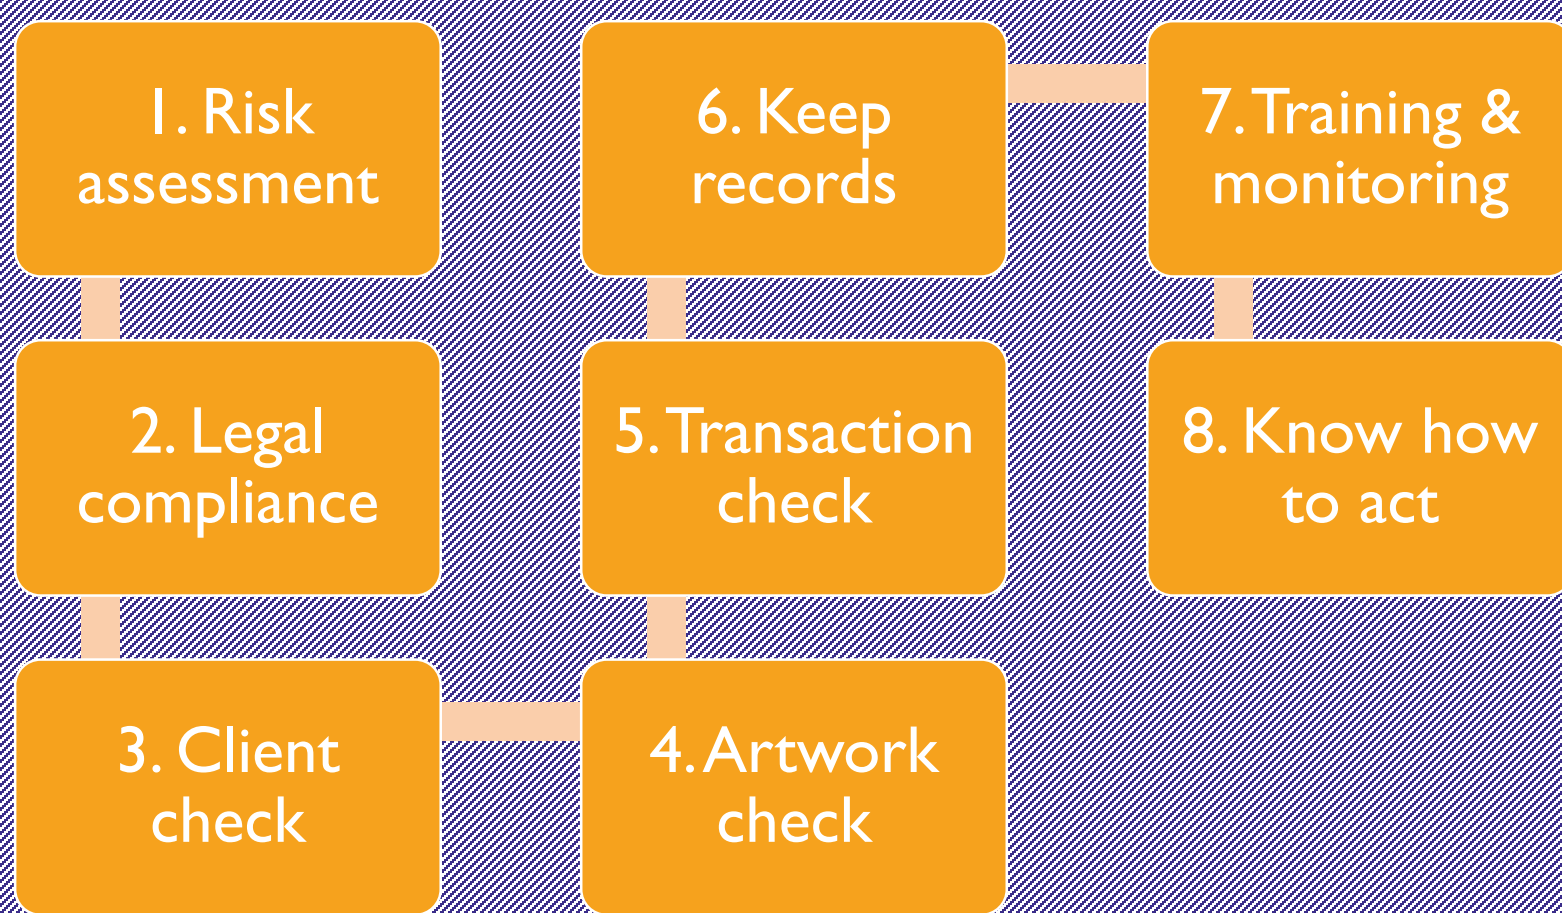 1. Risk
assessment
2. Legal
compliance
3. Client
check
4. Artwork
check
5. Transaction
check
6. Keep
records
7. Training &
monitoring
8. Know how
to act